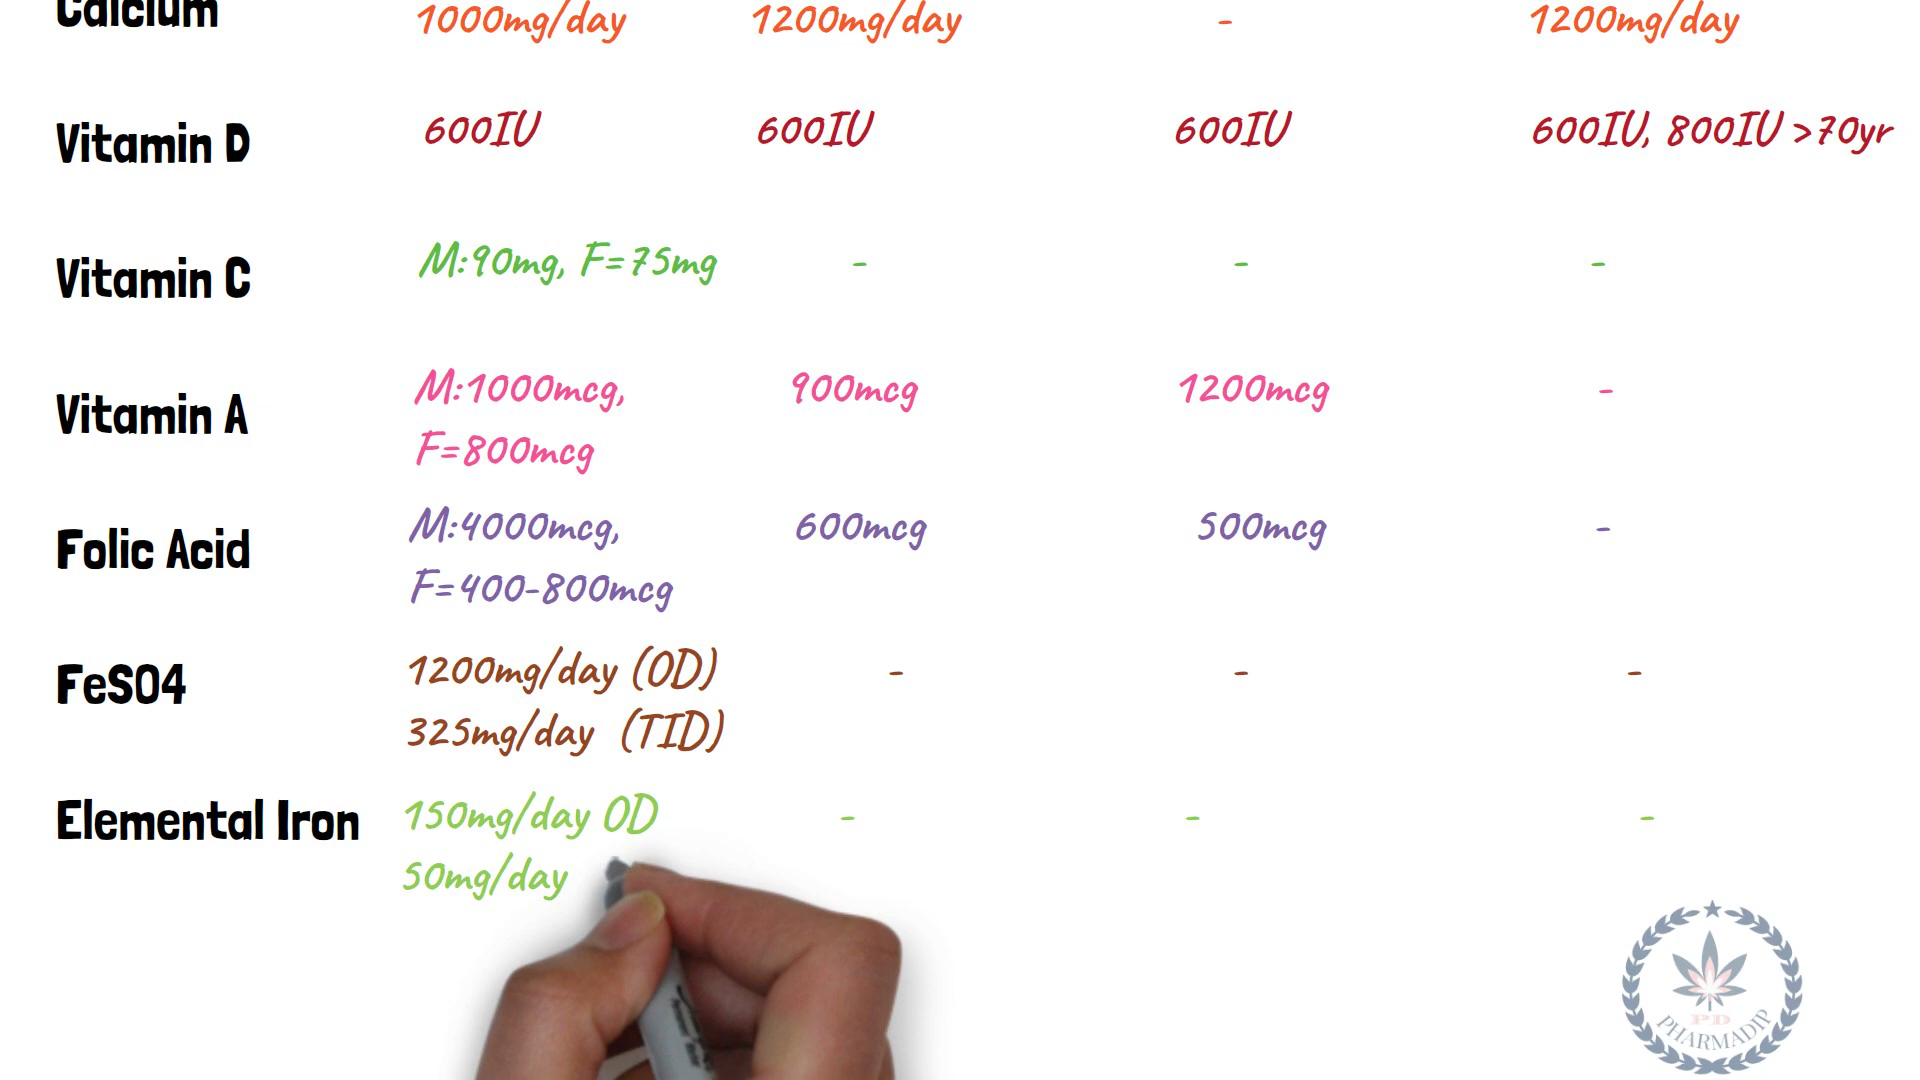 Calcium 1000mg/day 1200mg/day - 1200mg/day
Vitamin D 600IU 600IU 600IU 600IU, 800IU >70yr
Vitamin C M:90mg, F=75mg - - -
Vitamin A M:1000mcg, 900mcg 1200mcg -
F=800mcg
Folic Acid M:4000mcg, 600mcg 500mcg -
F=400-800mcg
FeSO4 1200mg/day (OD) - - -
325mg/day (TID)
Elemental Iron 150mg/day OD - - -
50mg/day
PD
PHARMADIP